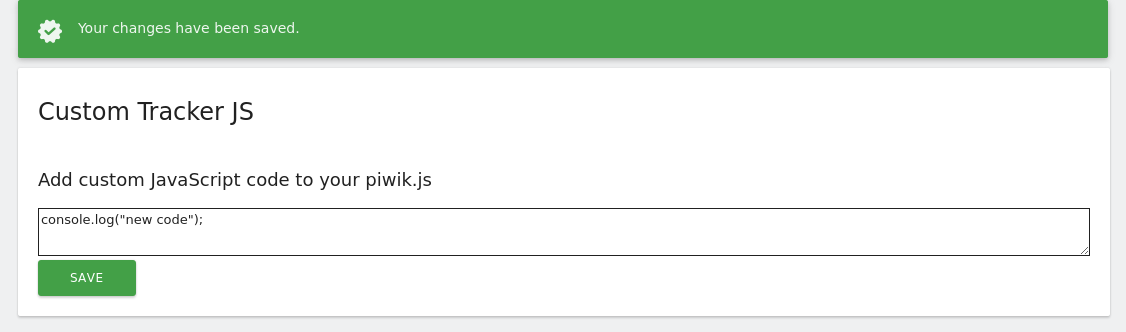 Your changes have been saved.
Custom Tracker JS
Add custom JavaScript code to your piwik.js
console.log("new code");
SAVE